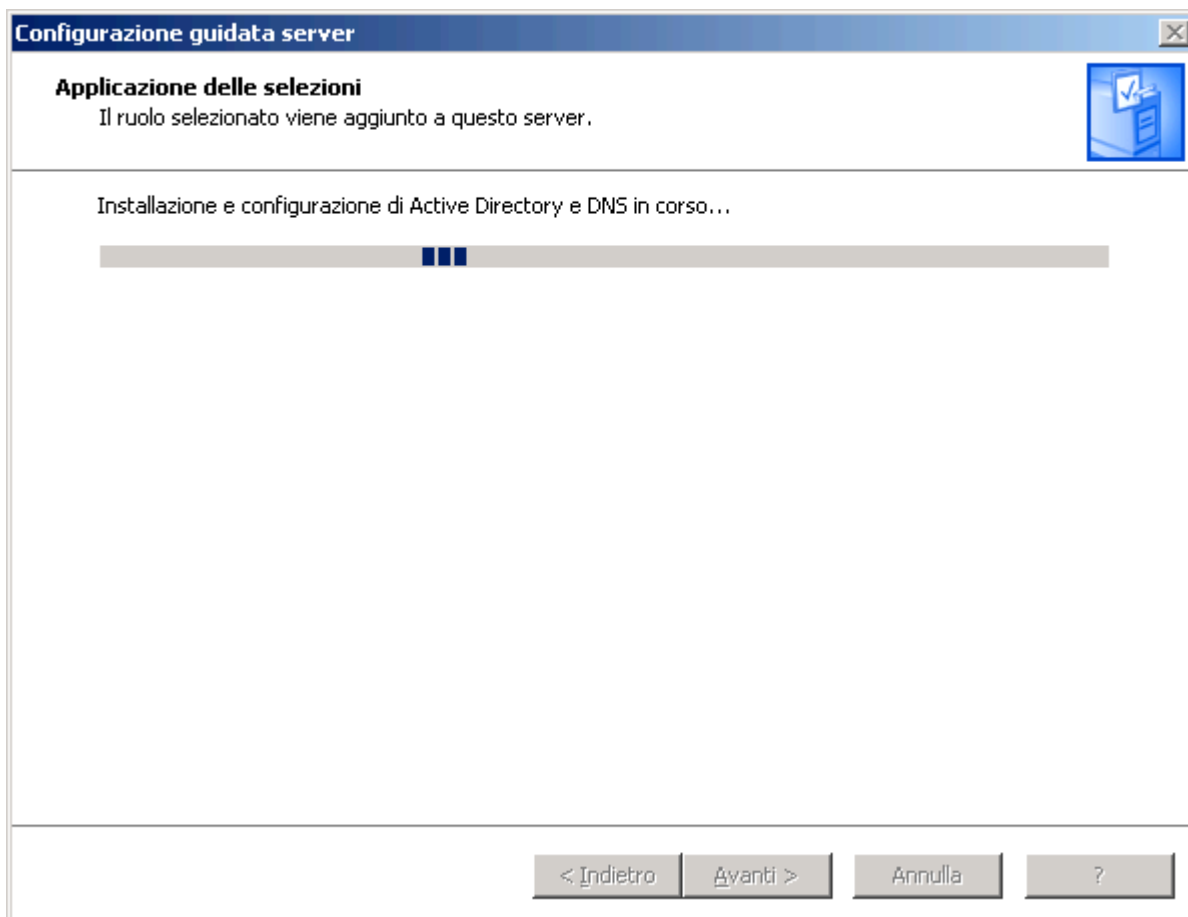 Configurazione guidata server
Applicazione delle selezioni
Il ruolo selezionato viene aggiunto a questo server.
Installazione e configurazione di Active Directory e DNS in corso...
< Indietro Avanti > Annulla ?